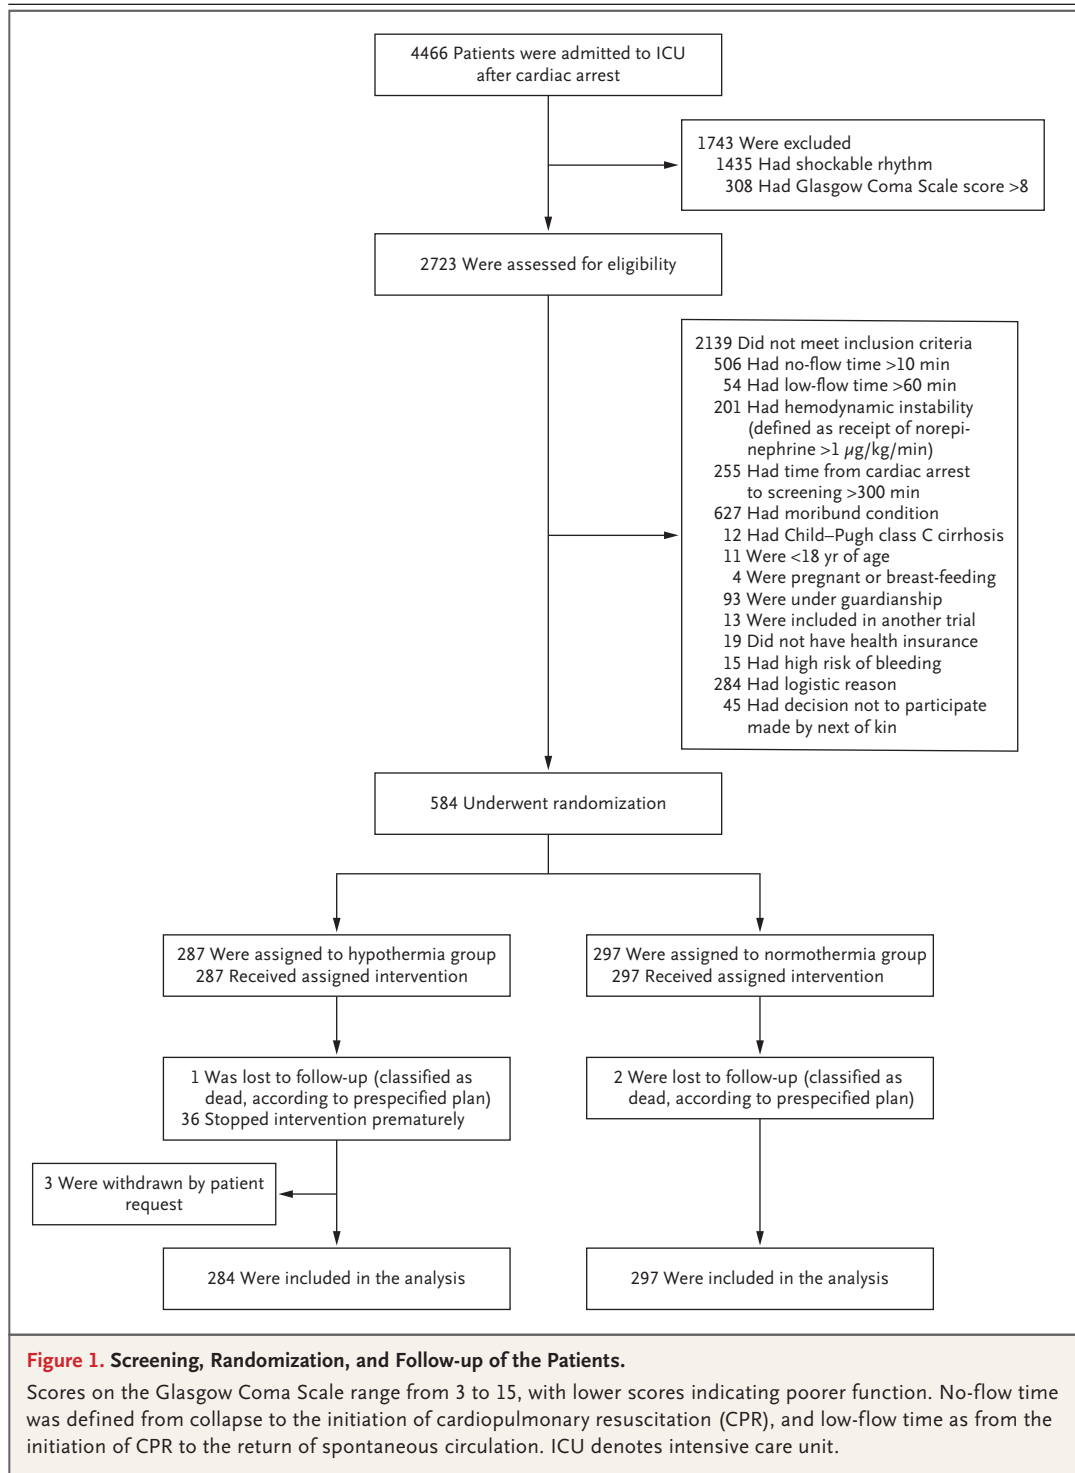 4466 Patients were admitted to ICU
after cardiac arrest
1743 Were excluded
1435 Had shockable rhythm
308 Had Glasgow Coma Scale score >8
2723 Were assessed for eligibility
2139 Did not meet inclusion criteria
506 Had no-flow time >10 min
54 Had low-flow time >60 min
201 Had hemodynamic instability
(defined as receipt of norepi-
nephrine >1 µg/kg/min)
255 Had time from cardiac arrest
to screening >300 min
627 Had moribund condition
12 Had Child–Pugh class C cirrhosis
11 Were <18 yr of age
4 Were pregnant or breast-feeding
93 Were under guardianship
13 Were included in another trial
19 Did not have health insurance
15 Had high risk of bleeding
284 Had logistic reason
45 Had decision not to participate
made by next of kin
584 Underwent randomization
287 Were assigned to hypothermia group
287 Received assigned intervention
297 Were assigned to normothermia group
297 Received assigned intervention
1 Was lost to follow-up (classified as
dead, according to prespecified plan)
36 Stopped intervention prematurely
2 Were lost to follow-up (classified as
dead, according to prespecified plan)
3 Were withdrawn by patient
request
284 Were included in the analysis
297 Were included in the analysis
Figure 1. Screening, Randomization, and Follow-up of the Patients.
Scores on the Glasgow Coma Scale range from 3 to 15, with lower scores indicating poorer function. No-flow time
was defined from collapse to the initiation of cardiopulmonary resuscitation (CPR), and low-flow time as from the
initiation of CPR to the return of spontaneous circulation. ICU denotes intensive care unit.